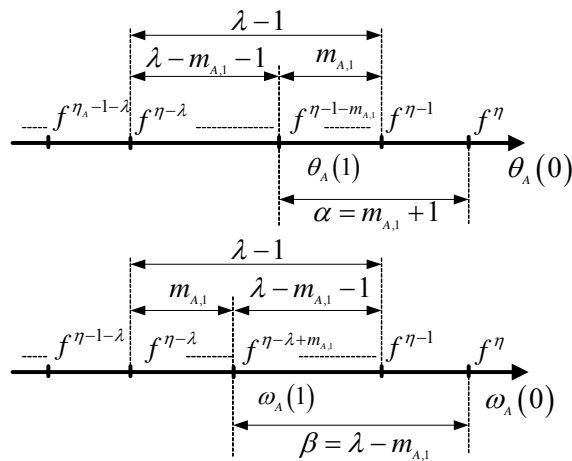 λ − 1
λ − m_{A,1} − 1 m_{A,1}
f^{η_A−1−λ} f^{η−λ} f^{η−1−m_{A,1}} f^{η−1} f^{η}
θ_A(1) θ_A(0)
α = m_{A,1} + 1
λ − 1
m_{A,1} λ − m_{A,1} − 1
f^{η−1−λ} f^{η−λ} f^{η−λ+m_{A,1}} f^{η−1} f^{η}
ω_A(1) ω_A(0)
β = λ − m_{A,1}